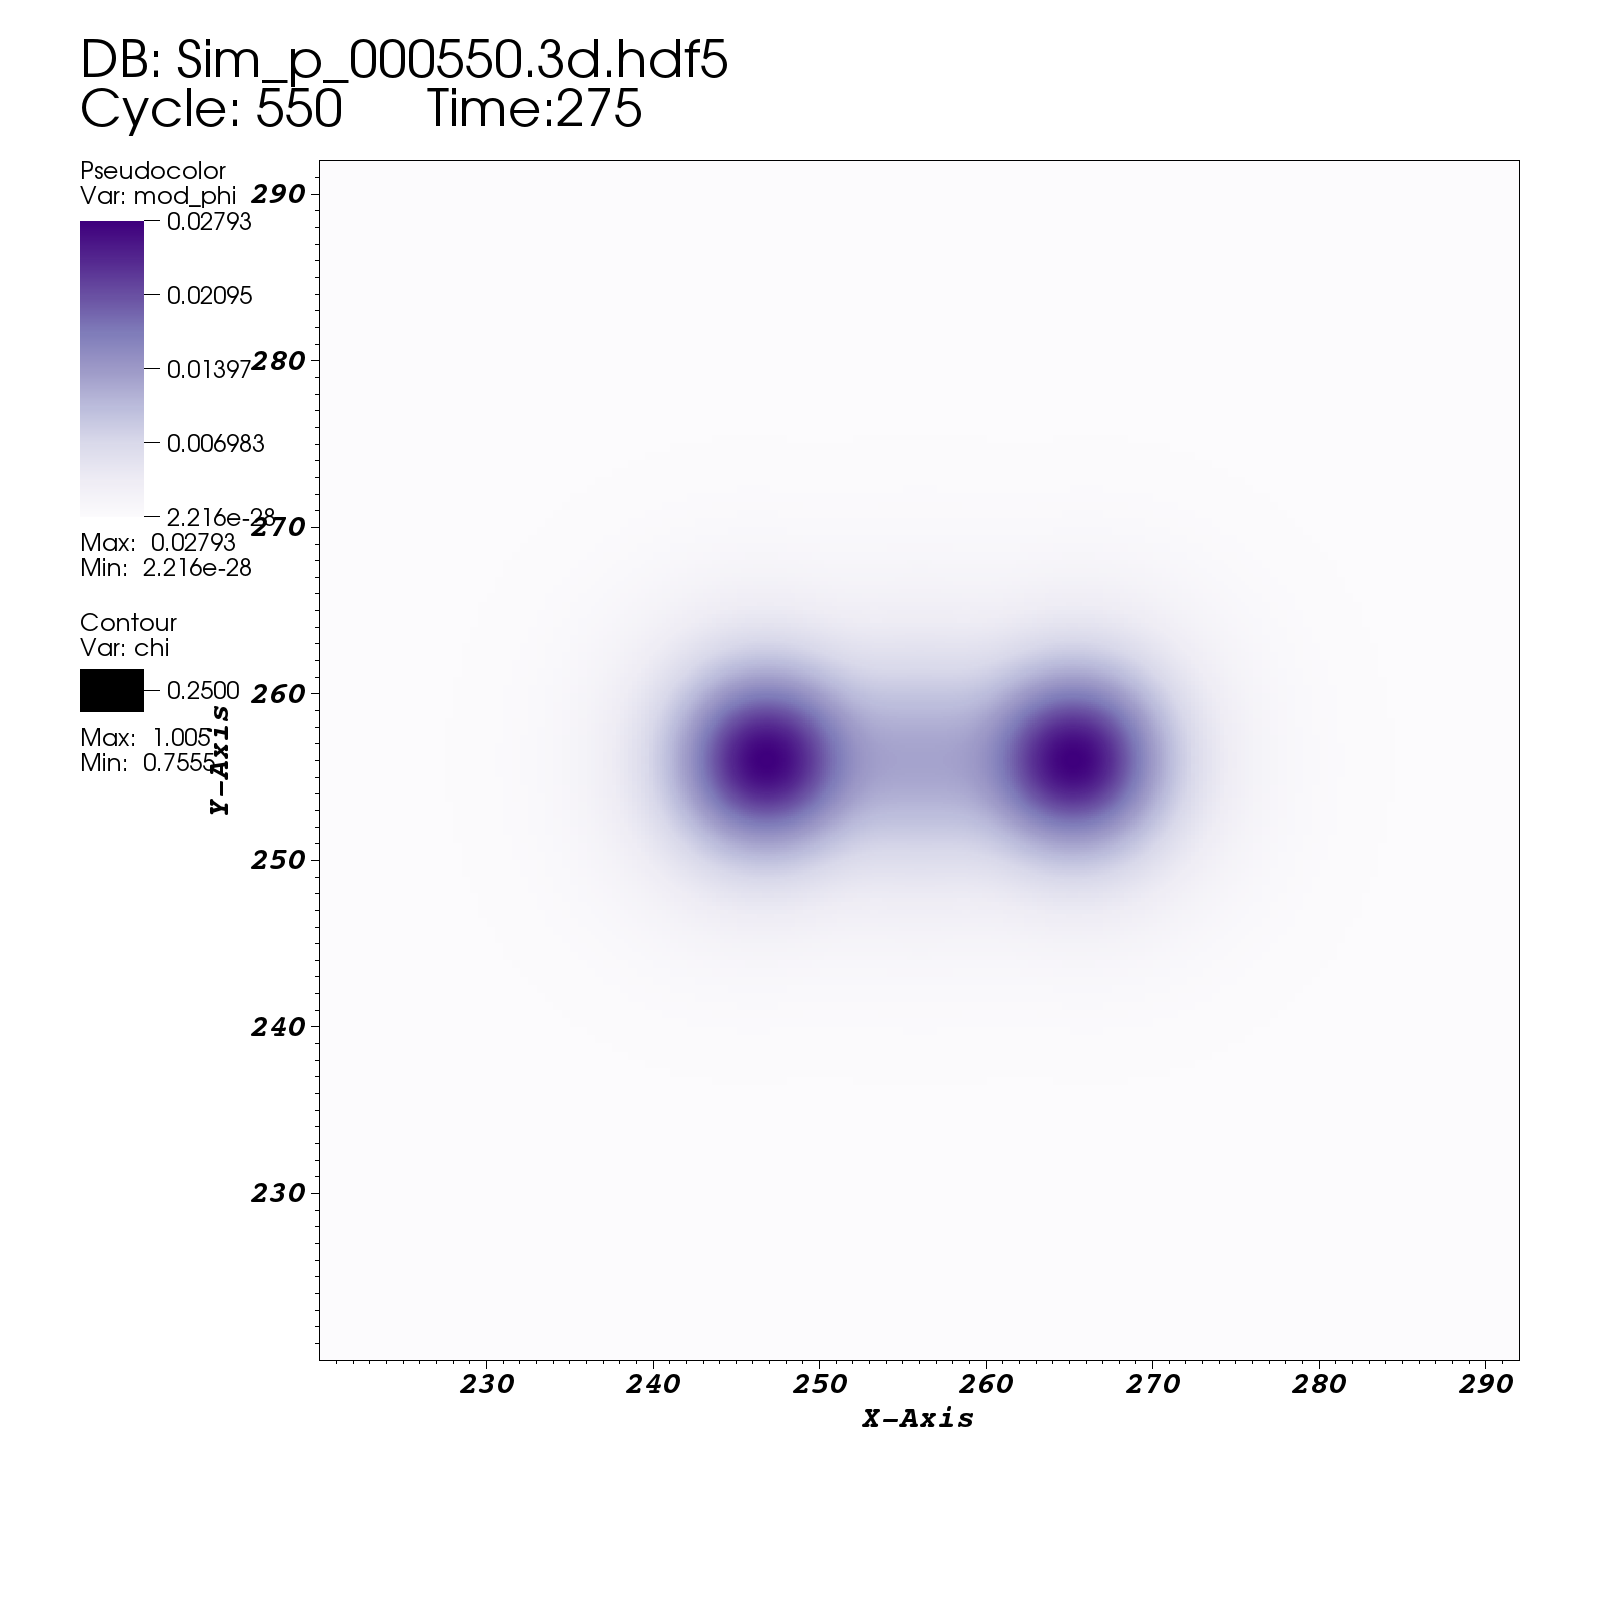 DB: Sim_p_000550.3d.hdf5
Cycle: 550 Time:275
Pseudocolor
Var: mod_phi
0.02793
0.02095
0.01397
0.006983
2.216e-28
Max: 0.02793
Min: 2.216e-28
Contour
Var: chi
0.2500
Max: 1.005
Min: 0.7555
Y-Axis
290
280
270
260
250
240
230
230 240 250 260 270 280 290
X-Axis